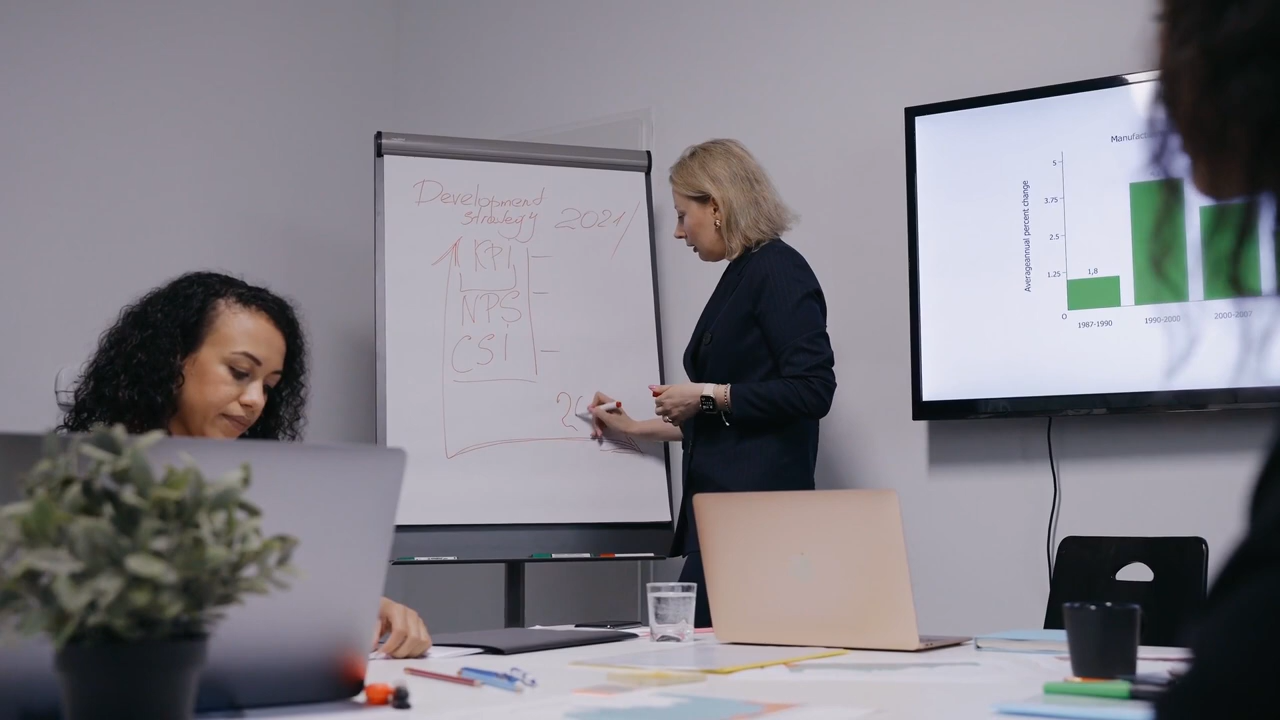 Development
strategy 2021/
KPi
NPS
CSi
5
3.75
2.5
1.25
0
Averageannual percent change
1,8
1987-1990
1990-2000
2000-2007